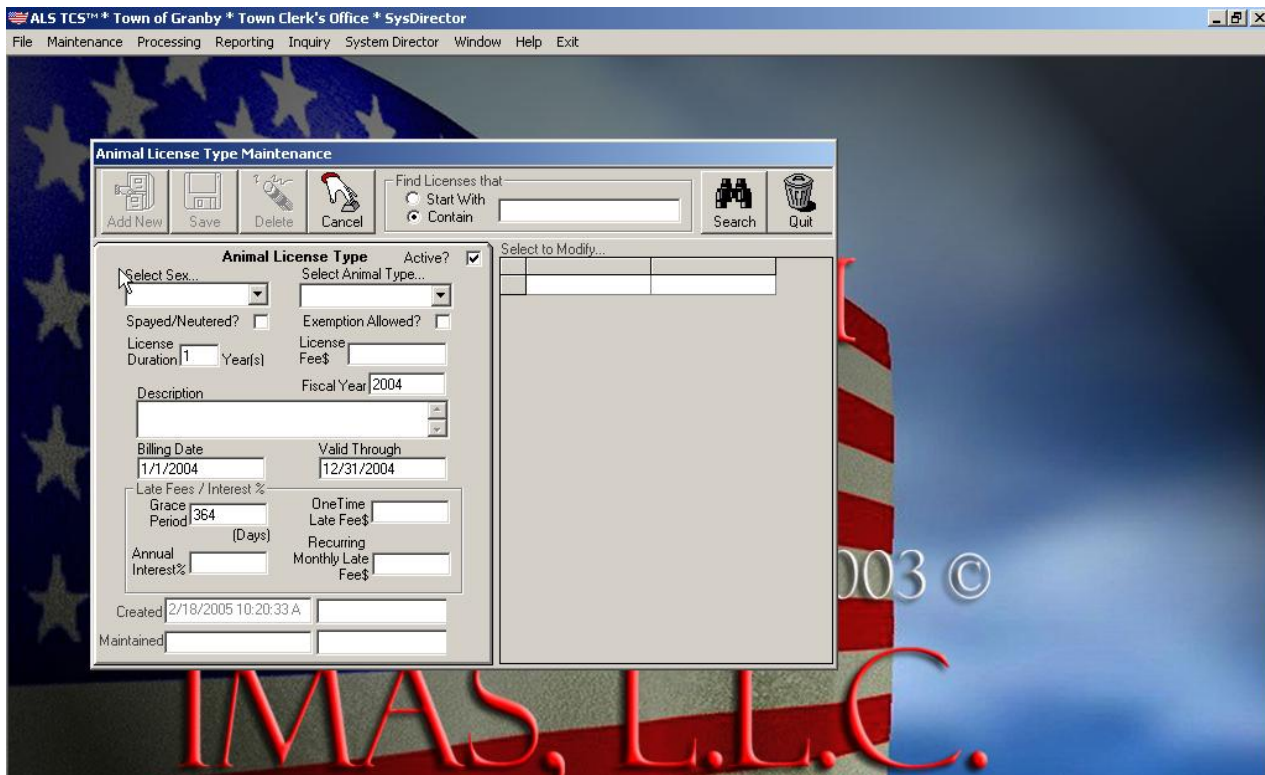 ALS TCS™ * Town of Granby * Town Clerk's Office * SysDirector
File Maintenance Processing Reporting Inquiry System Director Window Help Exit
Animal License Type Maintenance
Add New Save Delete Cancel
Find Licenses that
Start With
Contain
Search Quit
Animal License Type Active?
Select to Modify...
Select Sex... Select Animal Type...
Spayed/Neutered? Exemption Allowed?
License Duration 1 Year(s)
License Fee$
Fiscal Year 2004
Description
Billing Date Valid Through
1/1/2004 12/31/2004
Late Fees / Interest %
Grace Period 364 (Days)
OneTime Late Fee$
Annual Interest%
Recurring Monthly Late Fee$
Created 2/18/2005 10:20:33 A
Maintained
003 ©
IMAS, L.L.C.